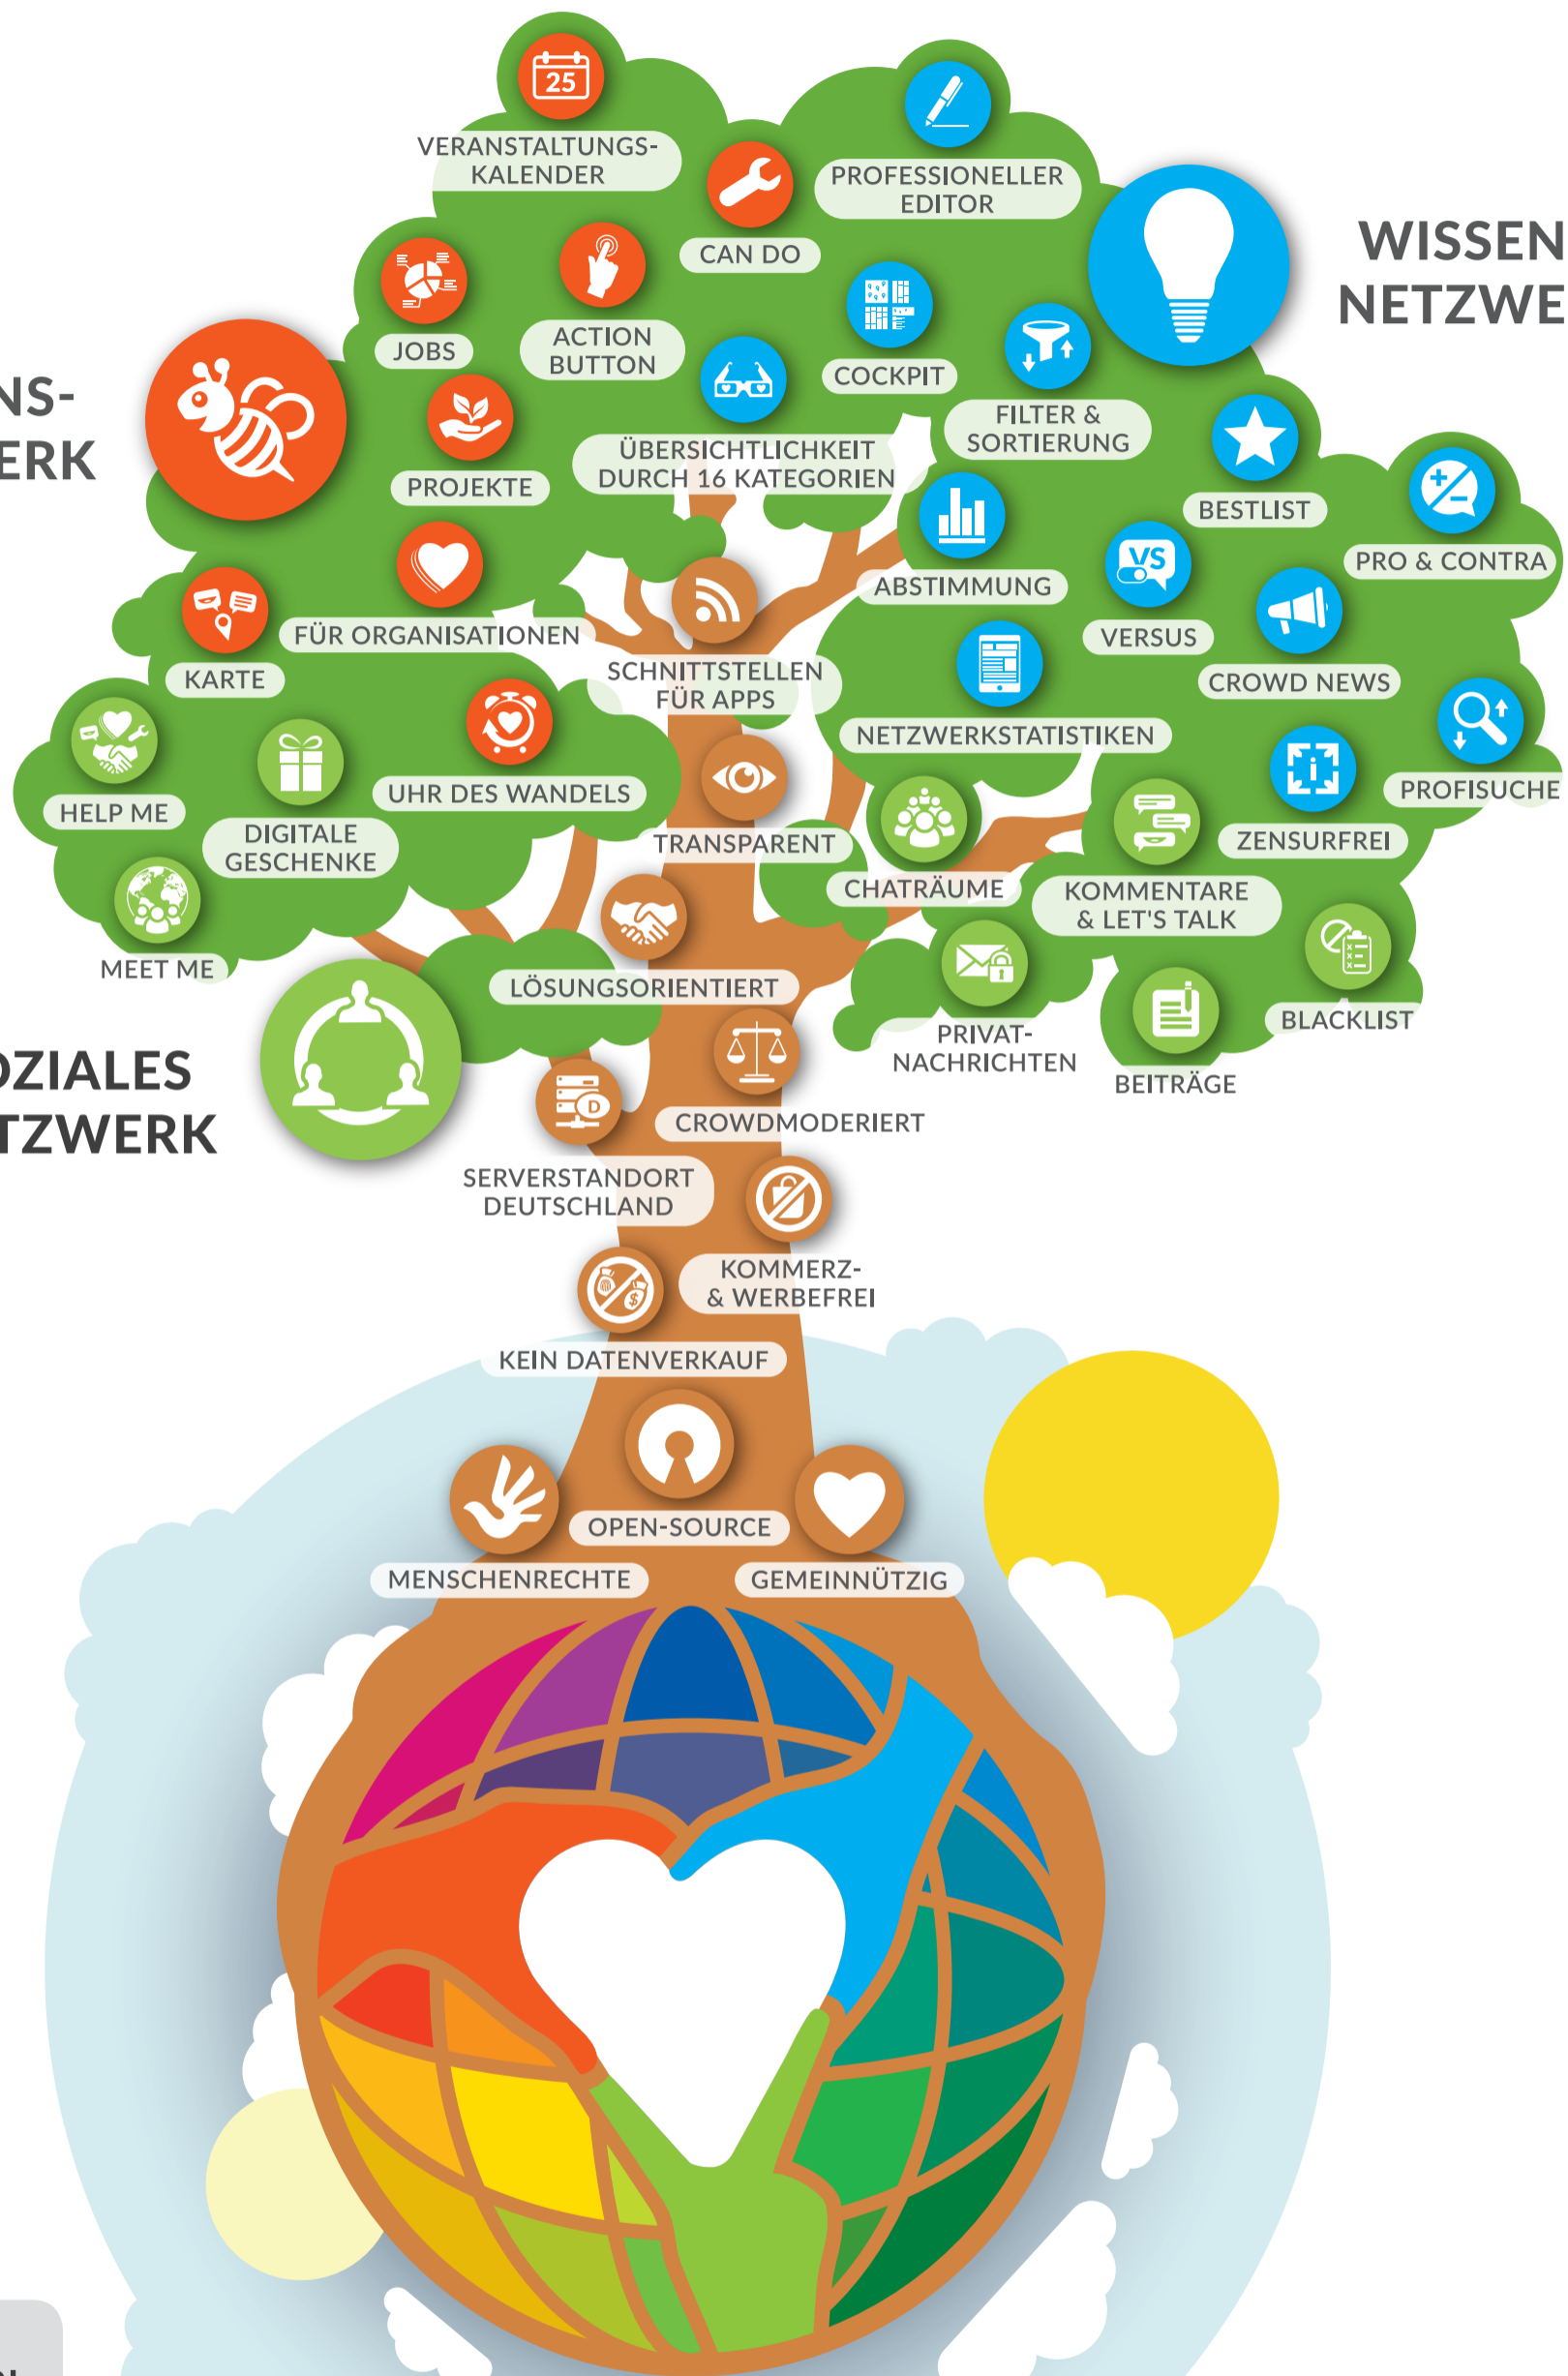 25
VERANSTALTUNGS-
KALENDER
PROFESSIONELLER
EDITOR
CAN DO
WISSEN
NETZWE
JOBS
ACTION
BUTTON
COCKPIT
NS-
ERK
FILTER &
SORTIERUNG
ÜBERSICHTLICHKEIT
DURCH 16 KATEGORIEN
PROJEKTE
BESTLIST
PRO & CONTRA
ABSTIMMUNG
VS
VERSUS
FÜR ORGANISATIONEN
KARTE
SCHNITTSTELLEN
FÜR APPS
CROWD NEWS
NETZWERKSTATISTIKEN
PROFISUCHE
HELP ME
DIGITALE
GESCHENKE
UHR DES WANDELS
TRANSPARENT
ZENSURFREI
CHATRÄUME
KOMMENTARE
& LET'S TALK
MEET ME
LÖSUNGSORIENTIERT
PRIVAT-
NACHRICHTEN
BLACKLIST
BEITRÄGE
OZIALES
TZWERK
D
CROWDMODERIERT
SERVERSTANDORT
DEUTSCHLAND
KOMMERZ-
& WERBEFREI
$
KEIN DATENVERKAUF
OPEN-SOURCE
MENSCHENRECHTE
GEMEINNÜTZIG